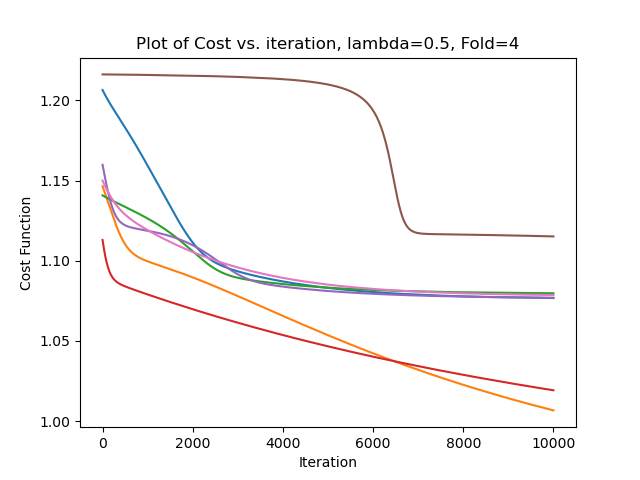 Plot of Cost vs. iteration, lambda=0.5, Fold=4
1.20
1.15
1.10
1.05
1.00
Cost Function
0 2000 4000 6000 8000 10000
Iteration